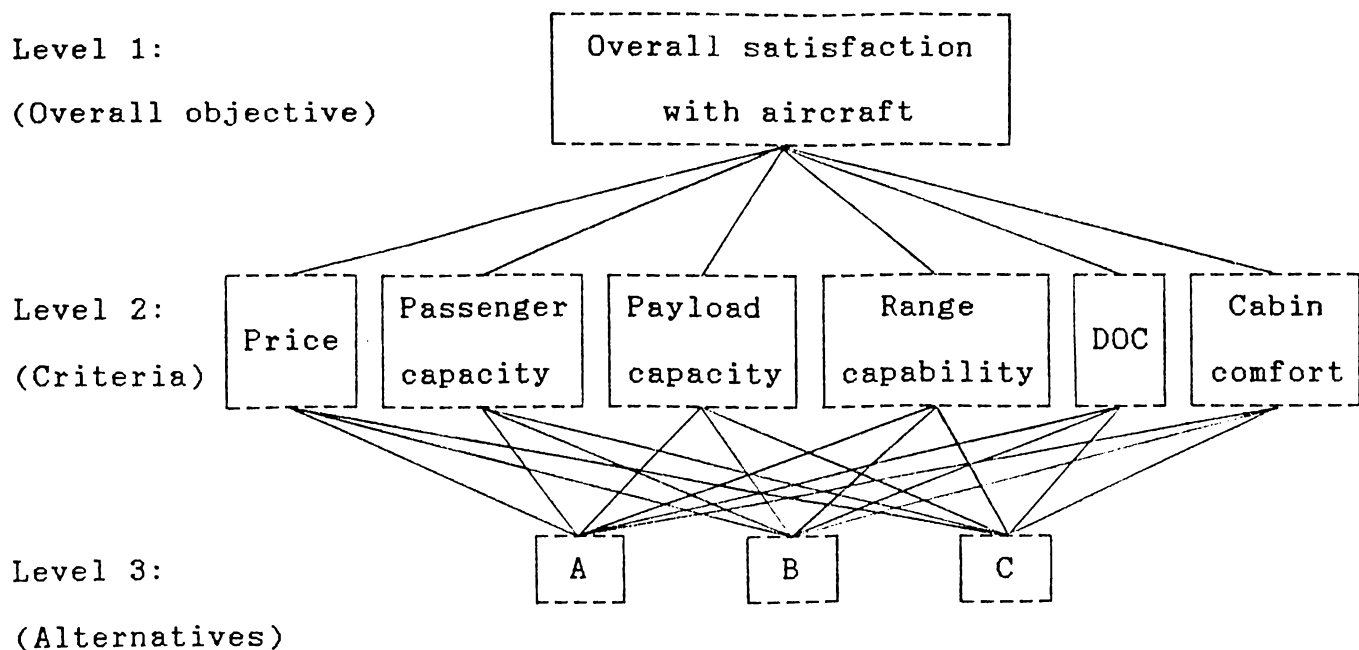 Level 1:
(Overall objective)
Overall satisfaction
with aircraft
Level 2:
(Criteria)
Price
Passenger
capacity
Payload
capacity
Range
capability
DOC
Cabin
comfort
Level 3:
(Alternatives)
A
B
C